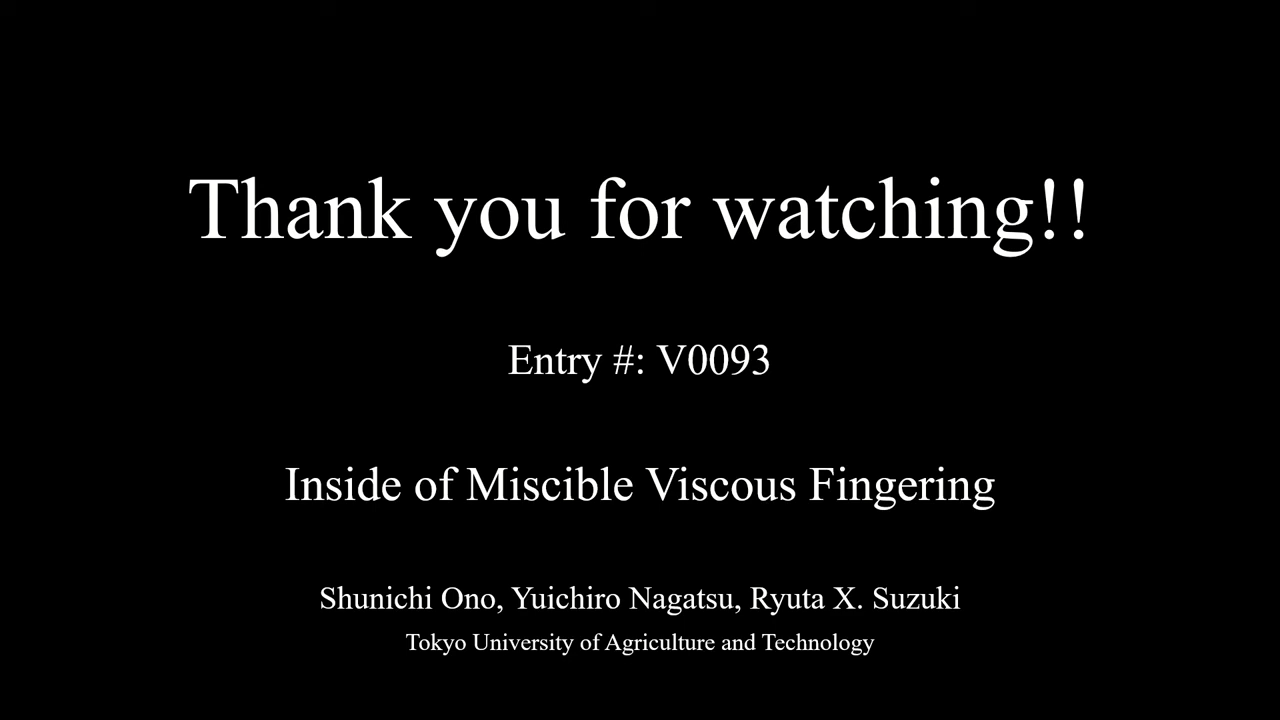 Thank you for watching!!
Entry #: V0093
Inside of Miscible Viscous Fingering
Shunichi Ono, Yuichiro Nagatsu, Ryuta X. Suzuki
Tokyo University of Agriculture and Technology